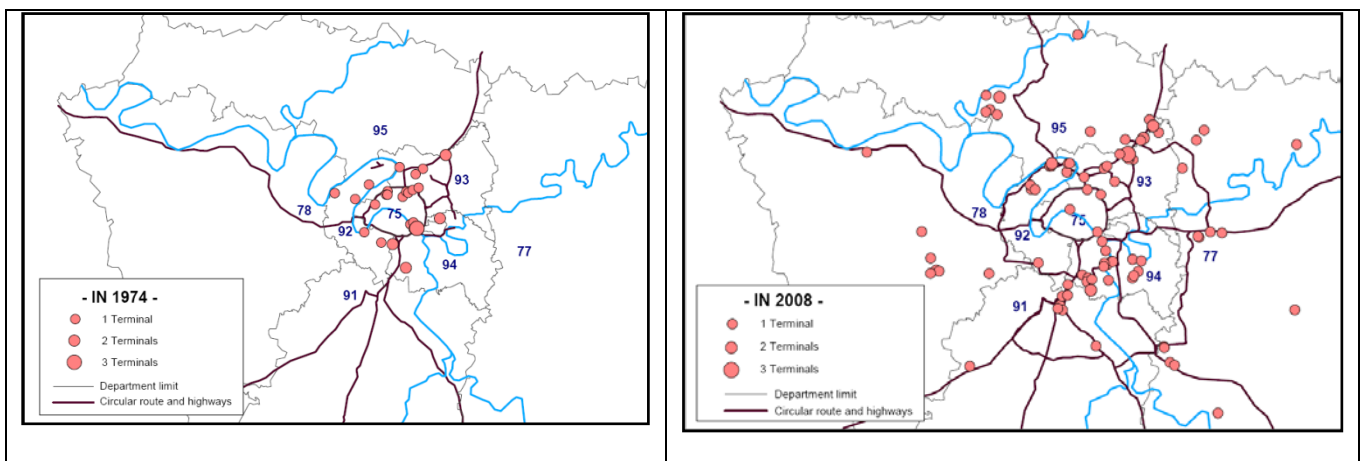 95
93
78
75
92
77
94
91
- IN 1974 -
1 Terminal
2 Terminals
3 Terminals
Department limit
Circular route and highways
95
93
78
75
92
77
94
91
- IN 2008 -
1 Terminal
2 Terminals
3 Terminals
Department limit
Circular route and highways